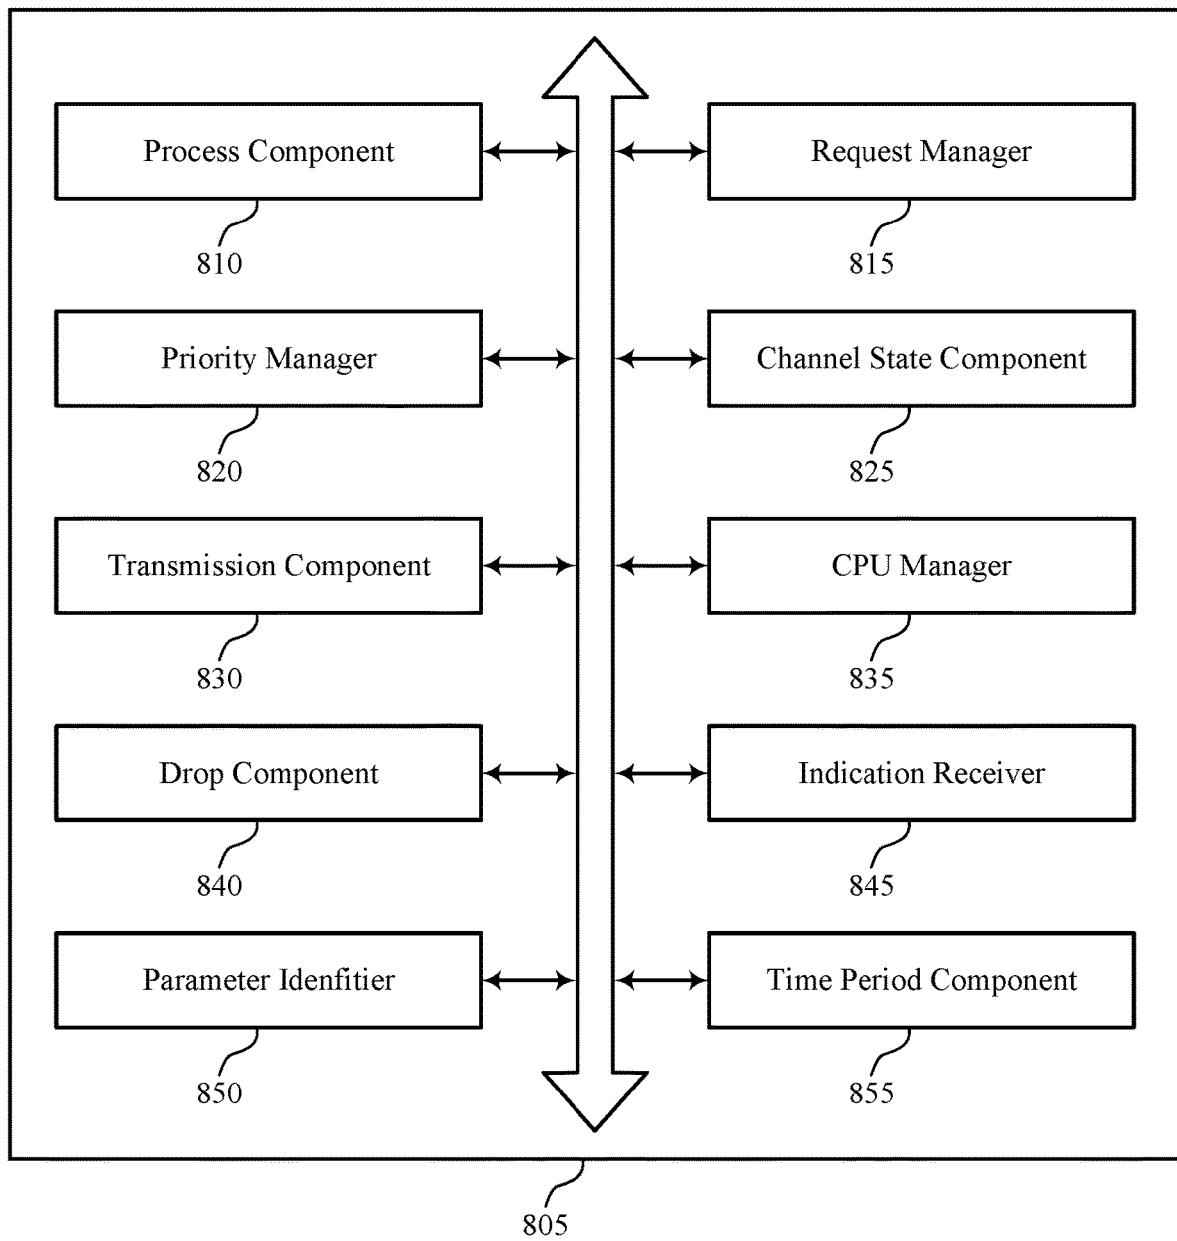 Process Component
Request Manager
810
815
Priority Manager
Channel State Component
820
825
Transmission Component
CPU Manager
830
835
Drop Component
Indication Receiver
840
845
Parameter Idenfitier
Time Period Component
850
855
805